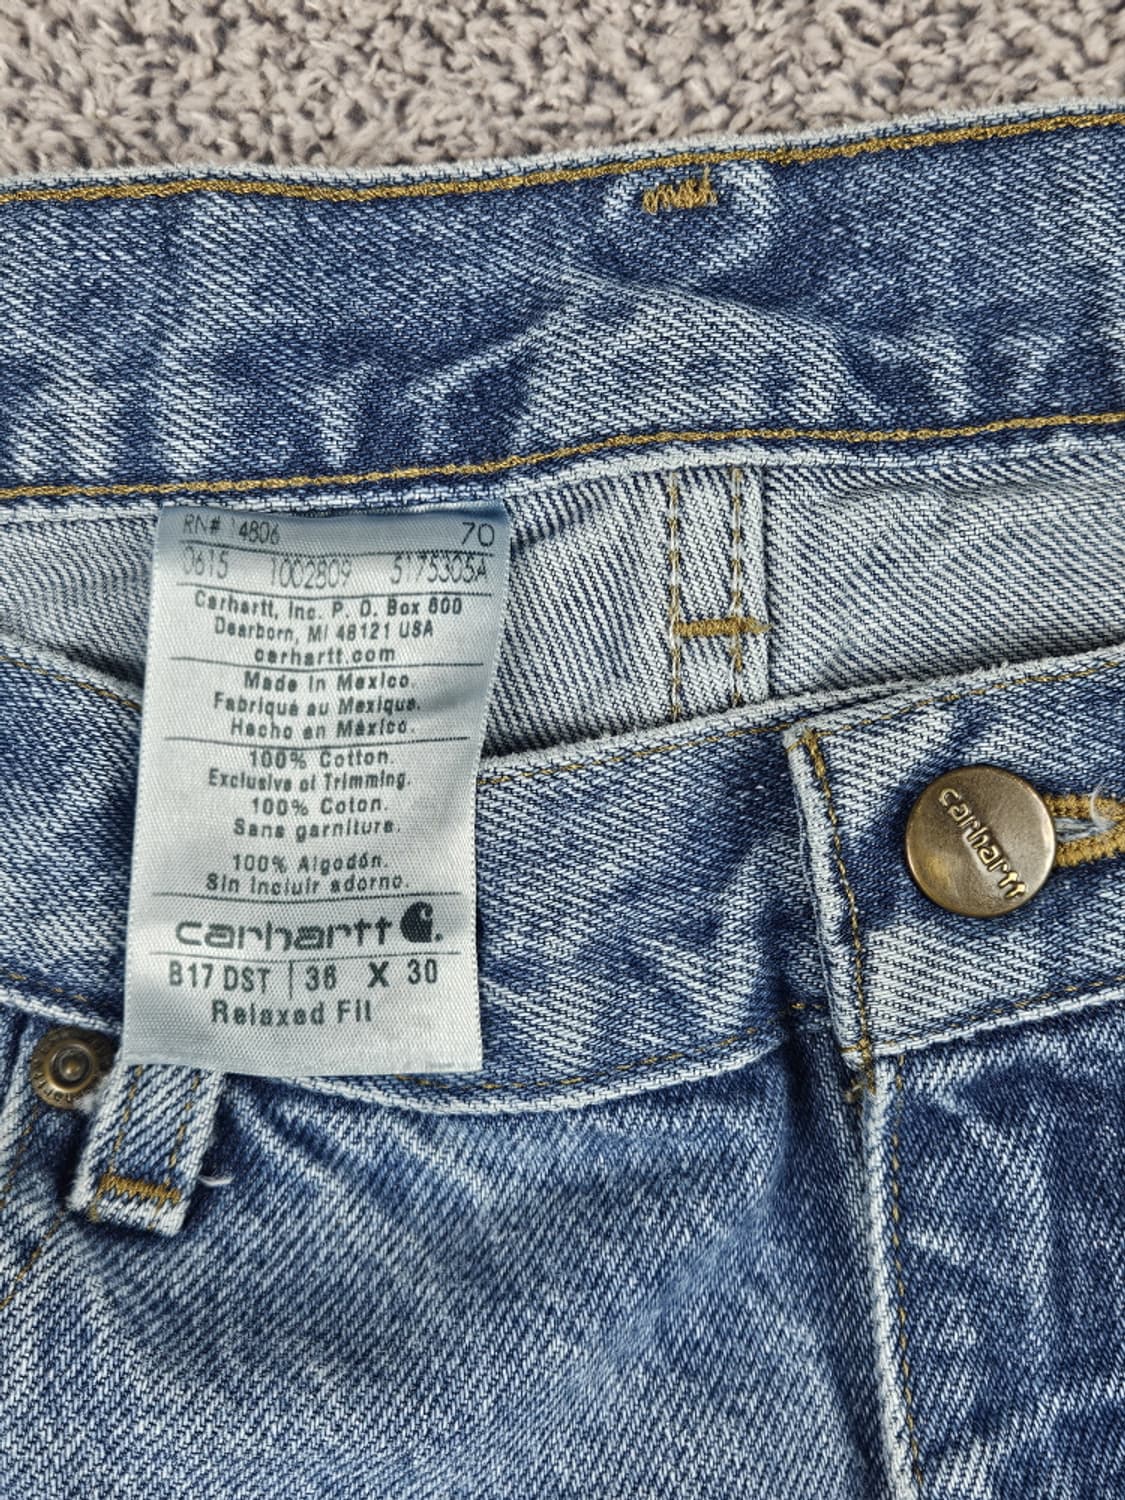 RN# 14806 70
0615 1002809 5175305A
Carhartt, Inc. P. O. Box 600
Dearborn, MI 48121 USA
carhartt.com
Made in Mexico.
Fabriqué au Mexique.
Hecho en México.
100% Cotton.
Exclusive of Trimming.
100% Coton.
Sans garniture.
100% Algodón.
Sin incluir adorno.
carhartt
B17 DST | 36 X 30
Relaxed Fit
carhartt